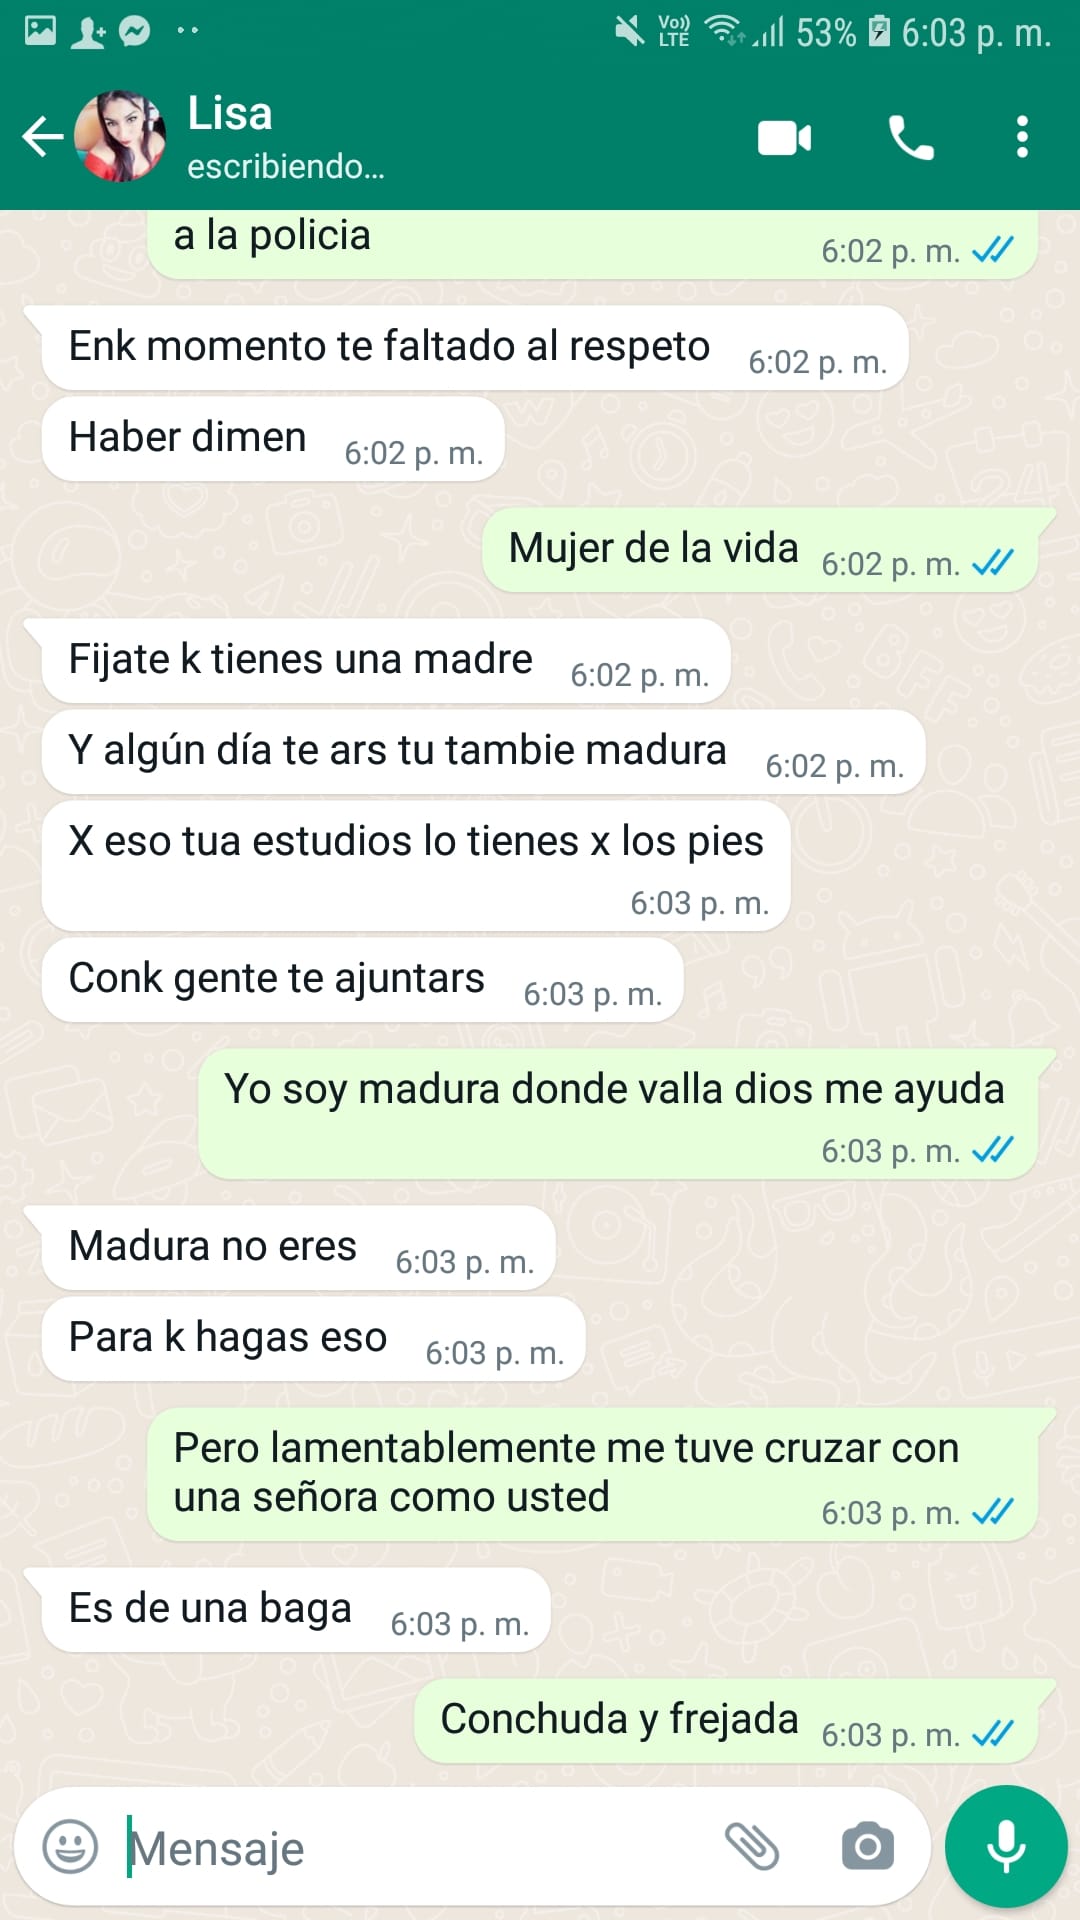 Vo)) LTE 53% 6:03 p. m.
Lisa
escribiendo...
a la policia
6:02 p. m.
Enk momento te faltado al respeto 6:02 p. m.
Haber dimen 6:02 p. m.
Mujer de la vida 6:02 p. m.
Fijate k tienes una madre 6:02 p. m.
Y algún día te ars tu tambie madura 6:02 p. m.
X eso tua estudios lo tienes x los pies
6:03 p. m.
Conk gente te ajuntars 6:03 p. m.
Yo soy madura donde valla dios me ayuda
6:03 p. m.
Madura no eres 6:03 p. m.
Para k hagas eso 6:03 p. m.
Pero lamentablemente me tuve cruzar con
una señora como usted 6:03 p. m.
Es de una baga 6:03 p. m.
Conchuda y frejada 6:03 p. m.
Mensaje